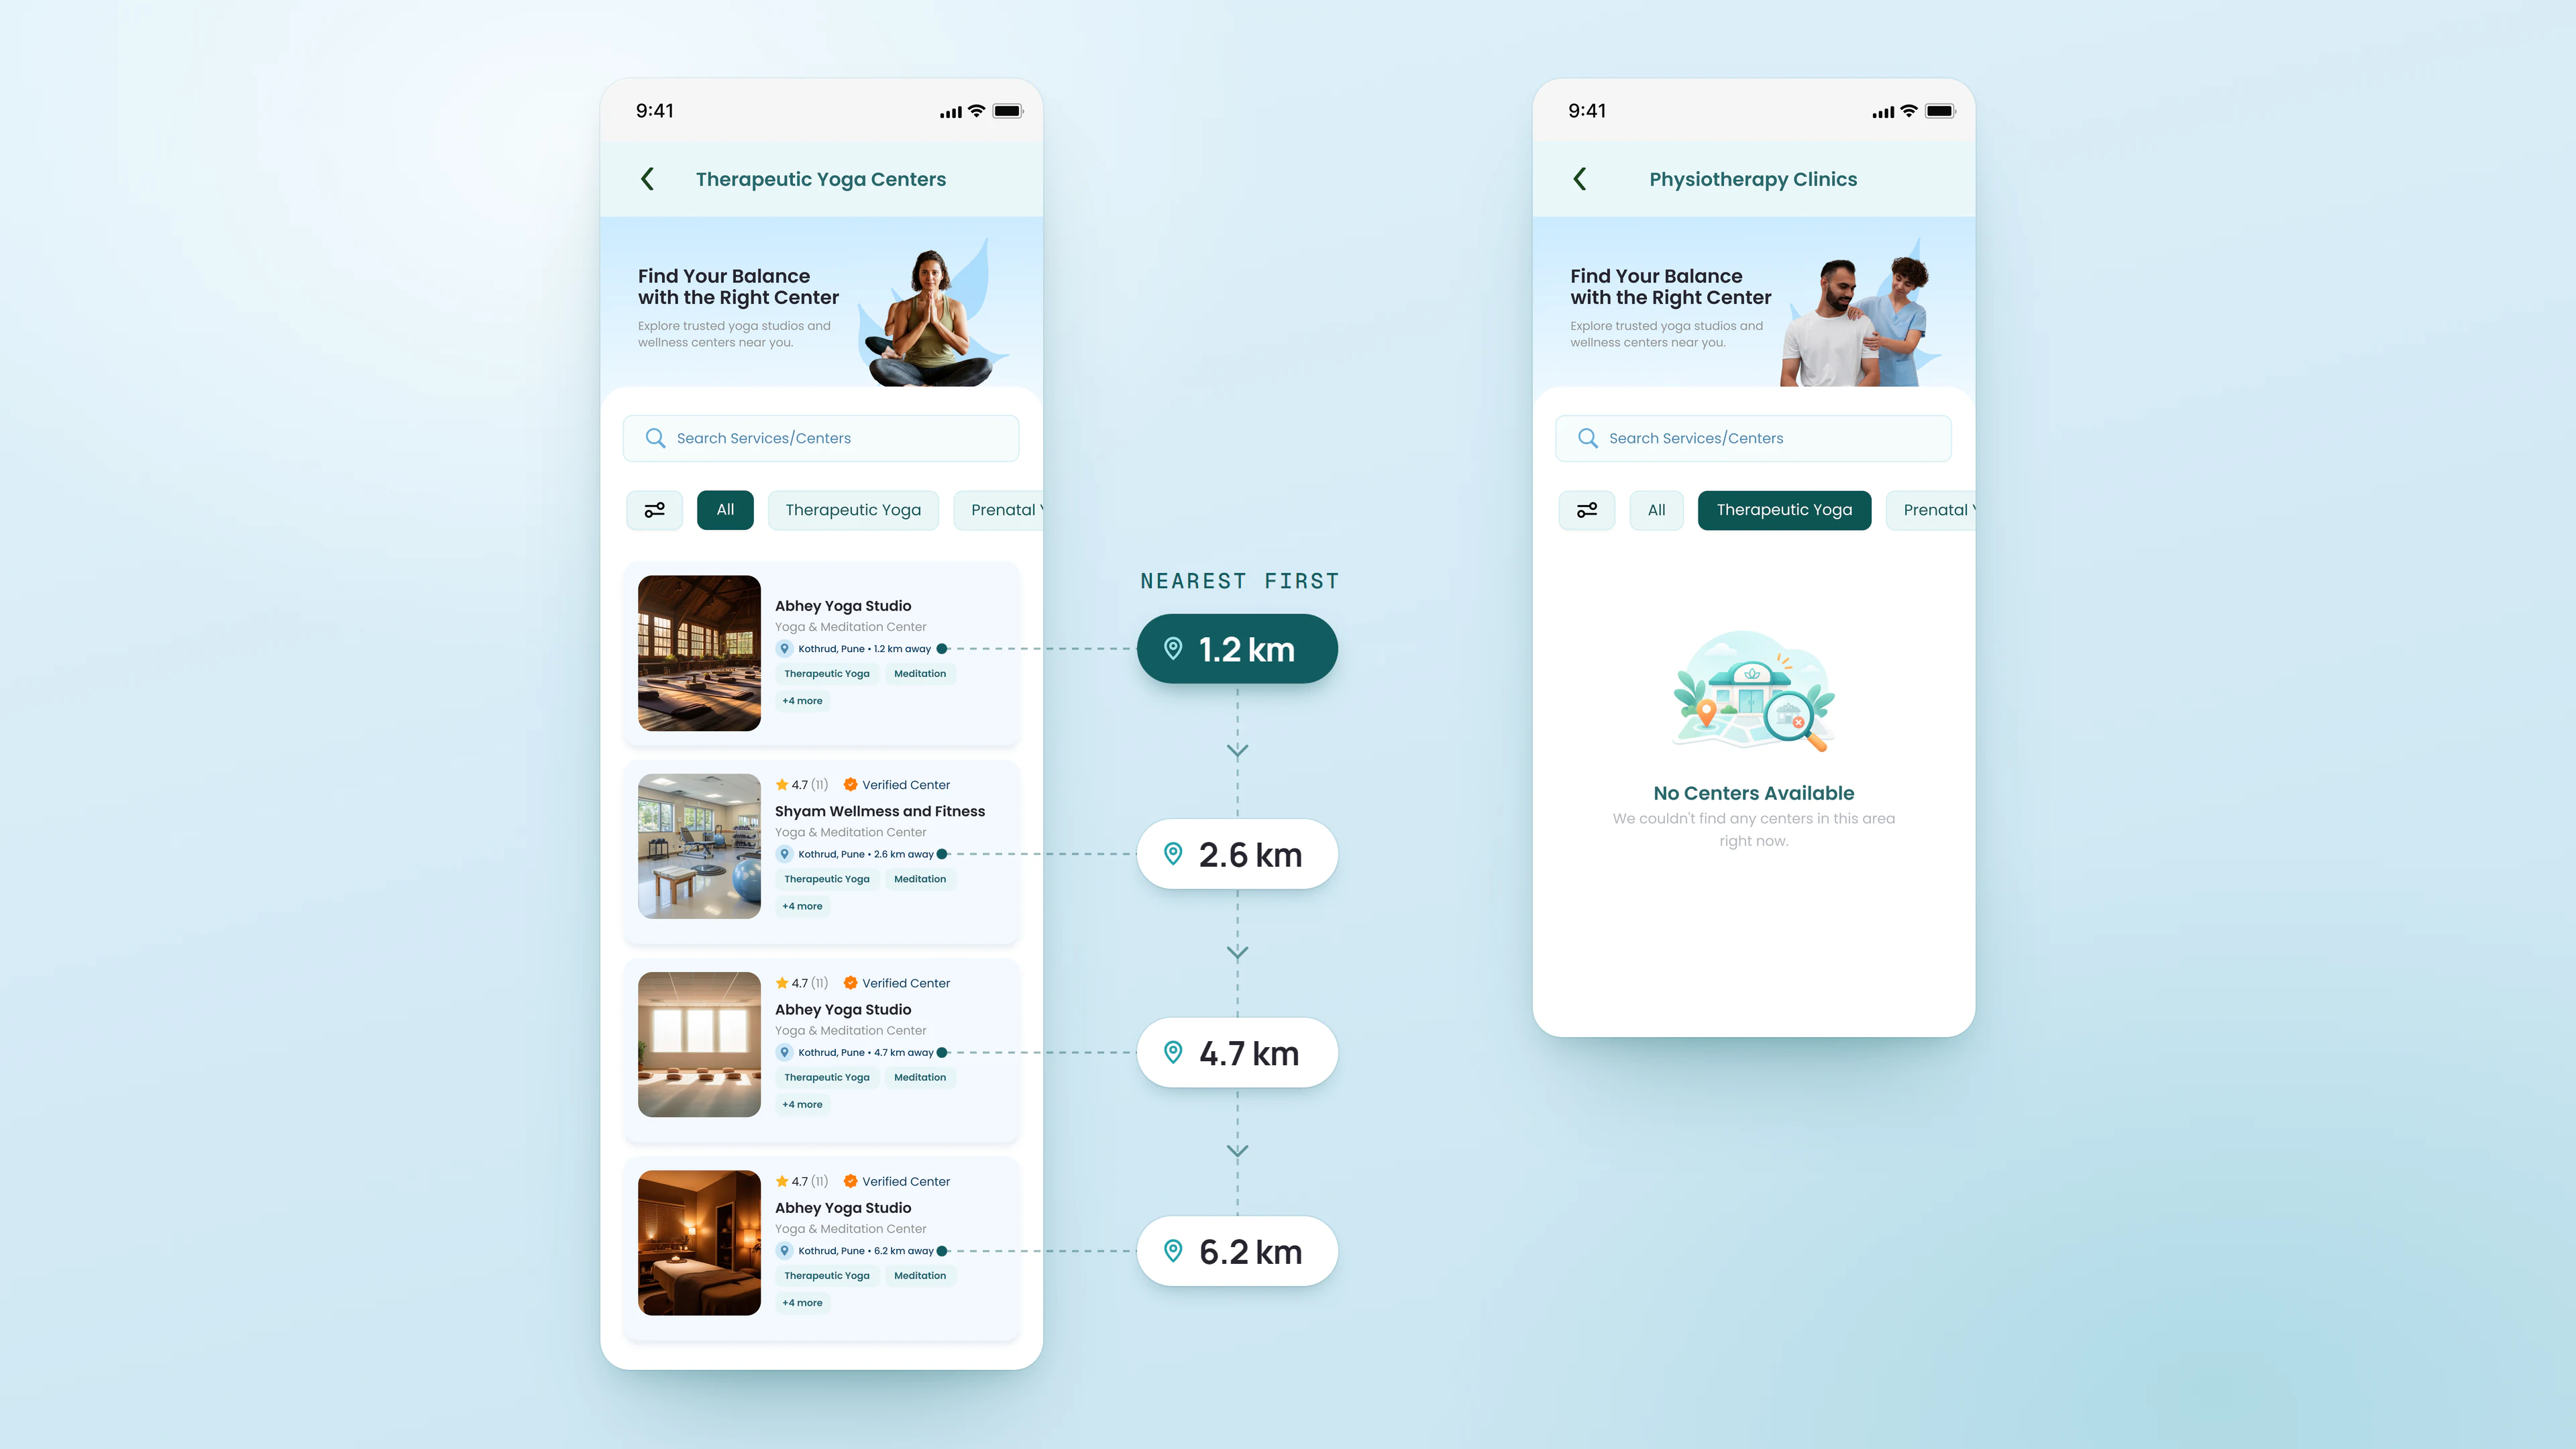 9:41
Therapeutic Yoga Centers
Find Your Balance
with the Right Center
Explore trusted yoga studios and
wellness centers near you.
Search Services/Centers
All
Therapeutic Yoga
Prenatal Y
Abhey Yoga Studio
Yoga & Meditation Center
Kothrud, Pune • 1.2 km away
Therapeutic Yoga
Meditation
+4 more
4.7 (11)
Verified Center
Shyam Wellmess and Fitness
Yoga & Meditation Center
Kothrud, Pune • 2.6 km away
Therapeutic Yoga
Meditation
+4 more
4.7 (11)
Verified Center
Abhey Yoga Studio
Yoga & Meditation Center
Kothrud, Pune • 4.7 km away
Therapeutic Yoga
Meditation
+4 more
4.7 (11)
Verified Center
Abhey Yoga Studio
Yoga & Meditation Center
Kothrud, Pune • 6.2 km away
Therapeutic Yoga
Meditation
+4 more
NEAREST FIRST
1.2 km
2.6 km
4.7 km
6.2 km
9:41
Physiotherapy Clinics
Find Your Balance
with the Right Center
Explore trusted yoga studios and
wellness centers near you.
Search Services/Centers
All
Therapeutic Yoga
Prenatal Y
No Centers Available
We couldn't find any centers in this area
right now.